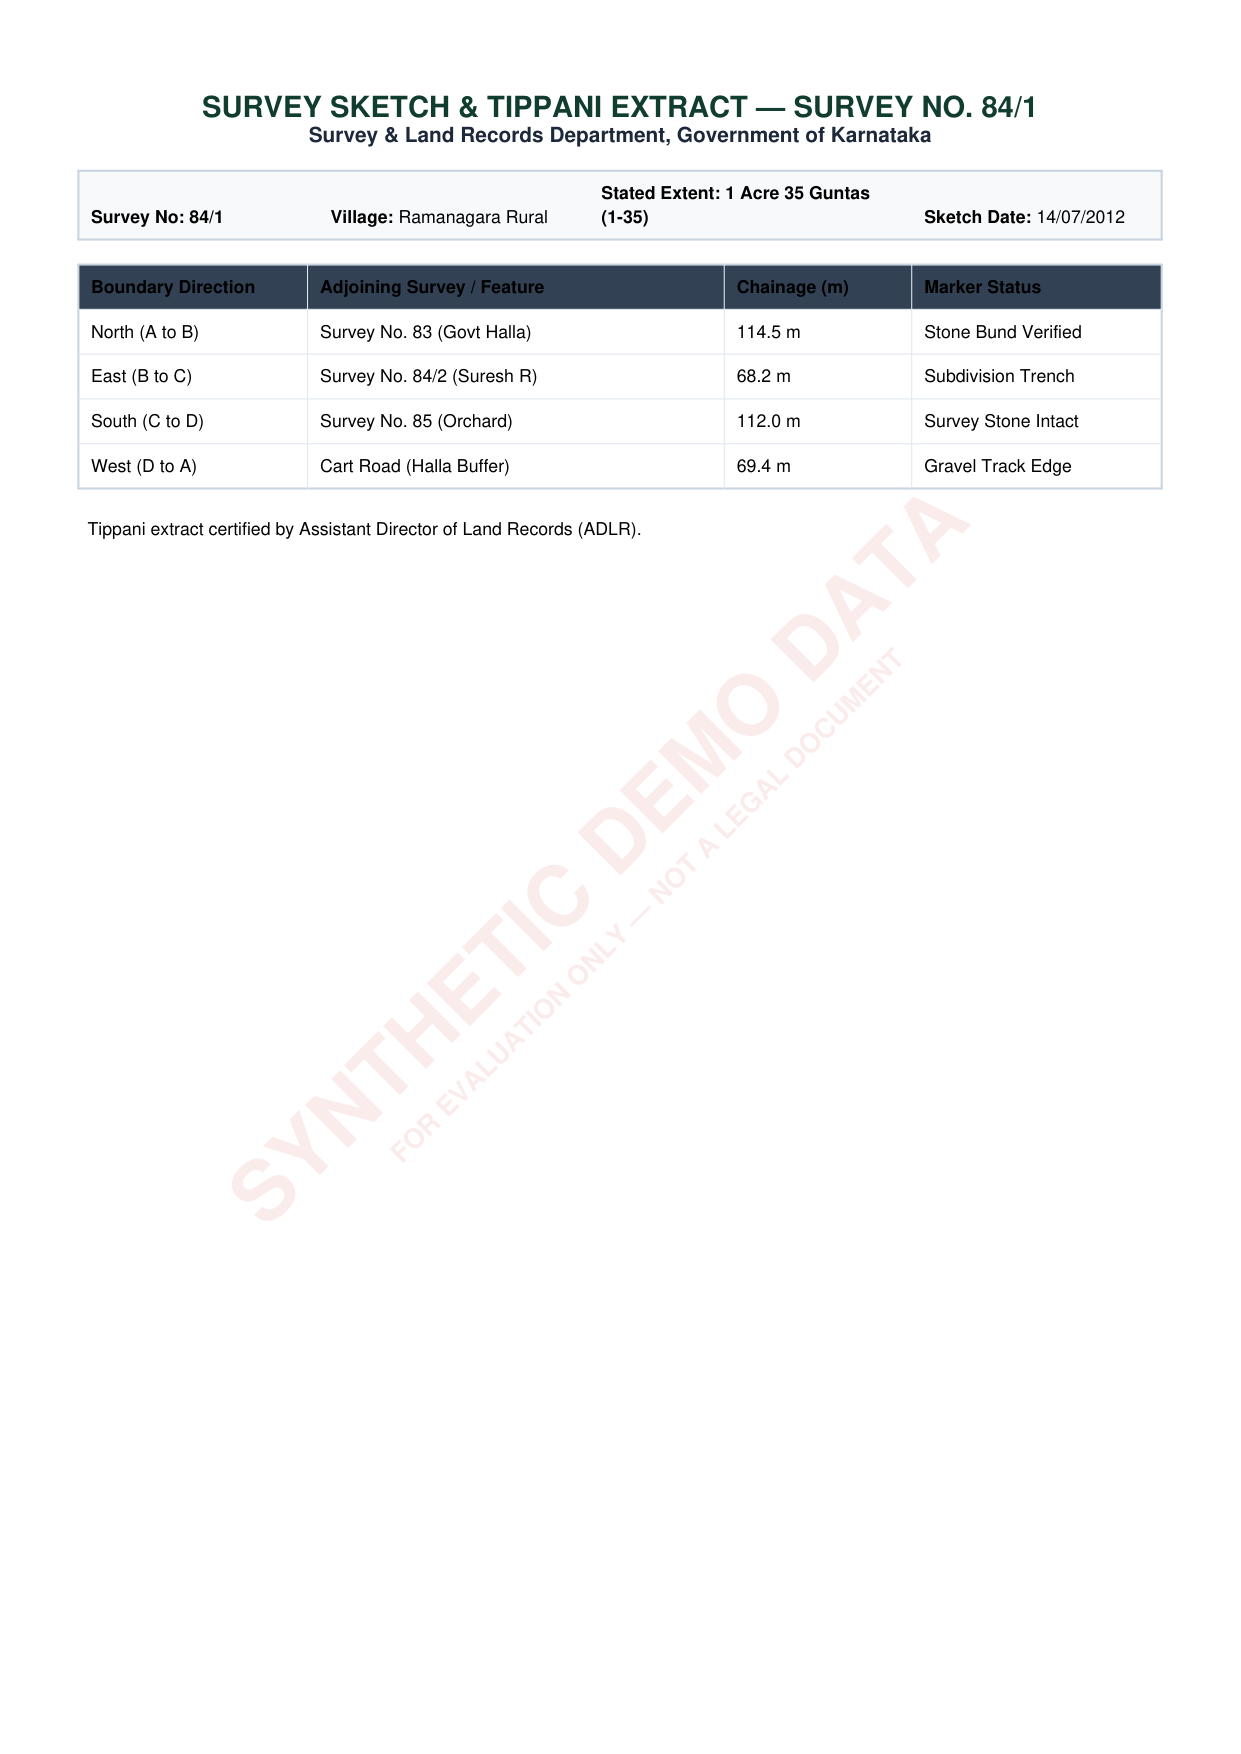 SURVEY SKETCH & TIPPANI EXTRACT — SURVEY NO. 84/1
Survey & Land Records Department, Government of Karnataka
Survey No: 84/1 Village: Ramanagara Rural Stated Extent: 1 Acre 35 Guntas (1-35) Sketch Date: 14/07/2012
Boundary Direction Adjoining Survey / Feature Chainage (m) Marker Status
North (A to B) Survey No. 83 (Govt Halla) 114.5 m Stone Bund Verified
East (B to C) Survey No. 84/2 (Suresh R) 68.2 m Subdivision Trench
South (C to D) Survey No. 85 (Orchard) 112.0 m Survey Stone Intact
West (D to A) Cart Road (Halla Buffer) 69.4 m Gravel Track Edge
Tippani extract certified by Assistant Director of Land Records (ADLR).
SYNTHETIC DEMO DATA
FOR EVALUATION ONLY — NOT A LEGAL DOCUMENT